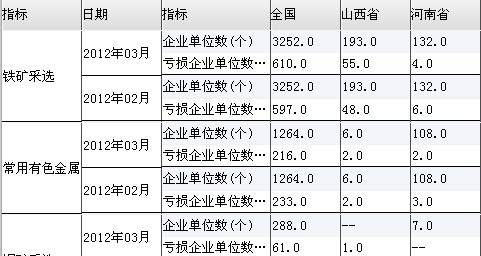 指标 日期 指标 全国 山西省 河南省
铁矿采选 2012年03月 企业单位数(个) 3252.0 193.0 132.0
亏损企业单位数… 610.0 55.0 4.0
2012年02月 企业单位数(个) 3252.0 193.0 132.0
亏损企业单位数… 597.0 48.0 6.0
常用有色金属 2012年03月 企业单位数(个) 1264.0 6.0 108.0
亏损企业单位数… 216.0 2.0 2.0
2012年02月 企业单位数(个) 1264.0 6.0 108.0
亏损企业单位数… 233.0 2.0 3.0
2012年03月 企业单位数(个) 288.0 -- 7.0
亏损企业单位数… 61.0 1.0 --